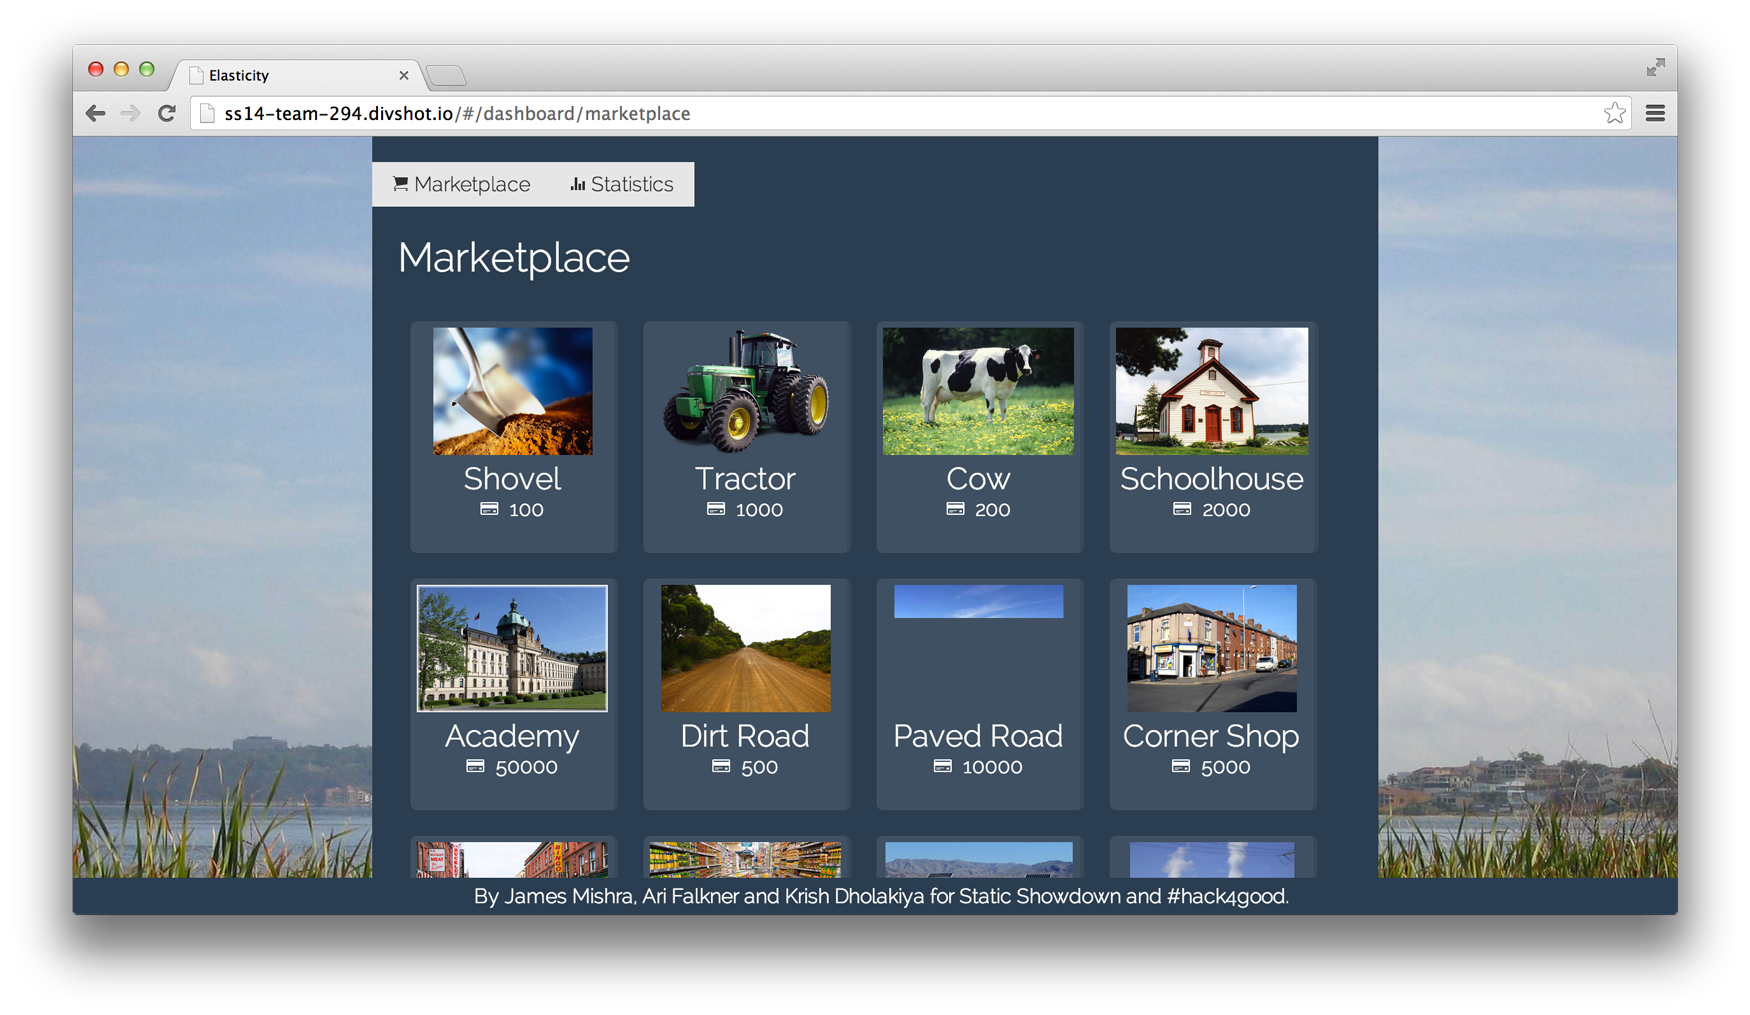 Elasticity
ss14-team-294.divshot.io/#/dashboard/marketplace
Marketplace Statistics
Marketplace
Shovel Tractor Cow Schoolhouse
100 1000 200 2000
Academy Dirt Road Paved Road Corner Shop
50000 500 10000 5000
By James Mishra, Ari Falkner and Krish Dholakiya for Static Showdown and #hack4good.